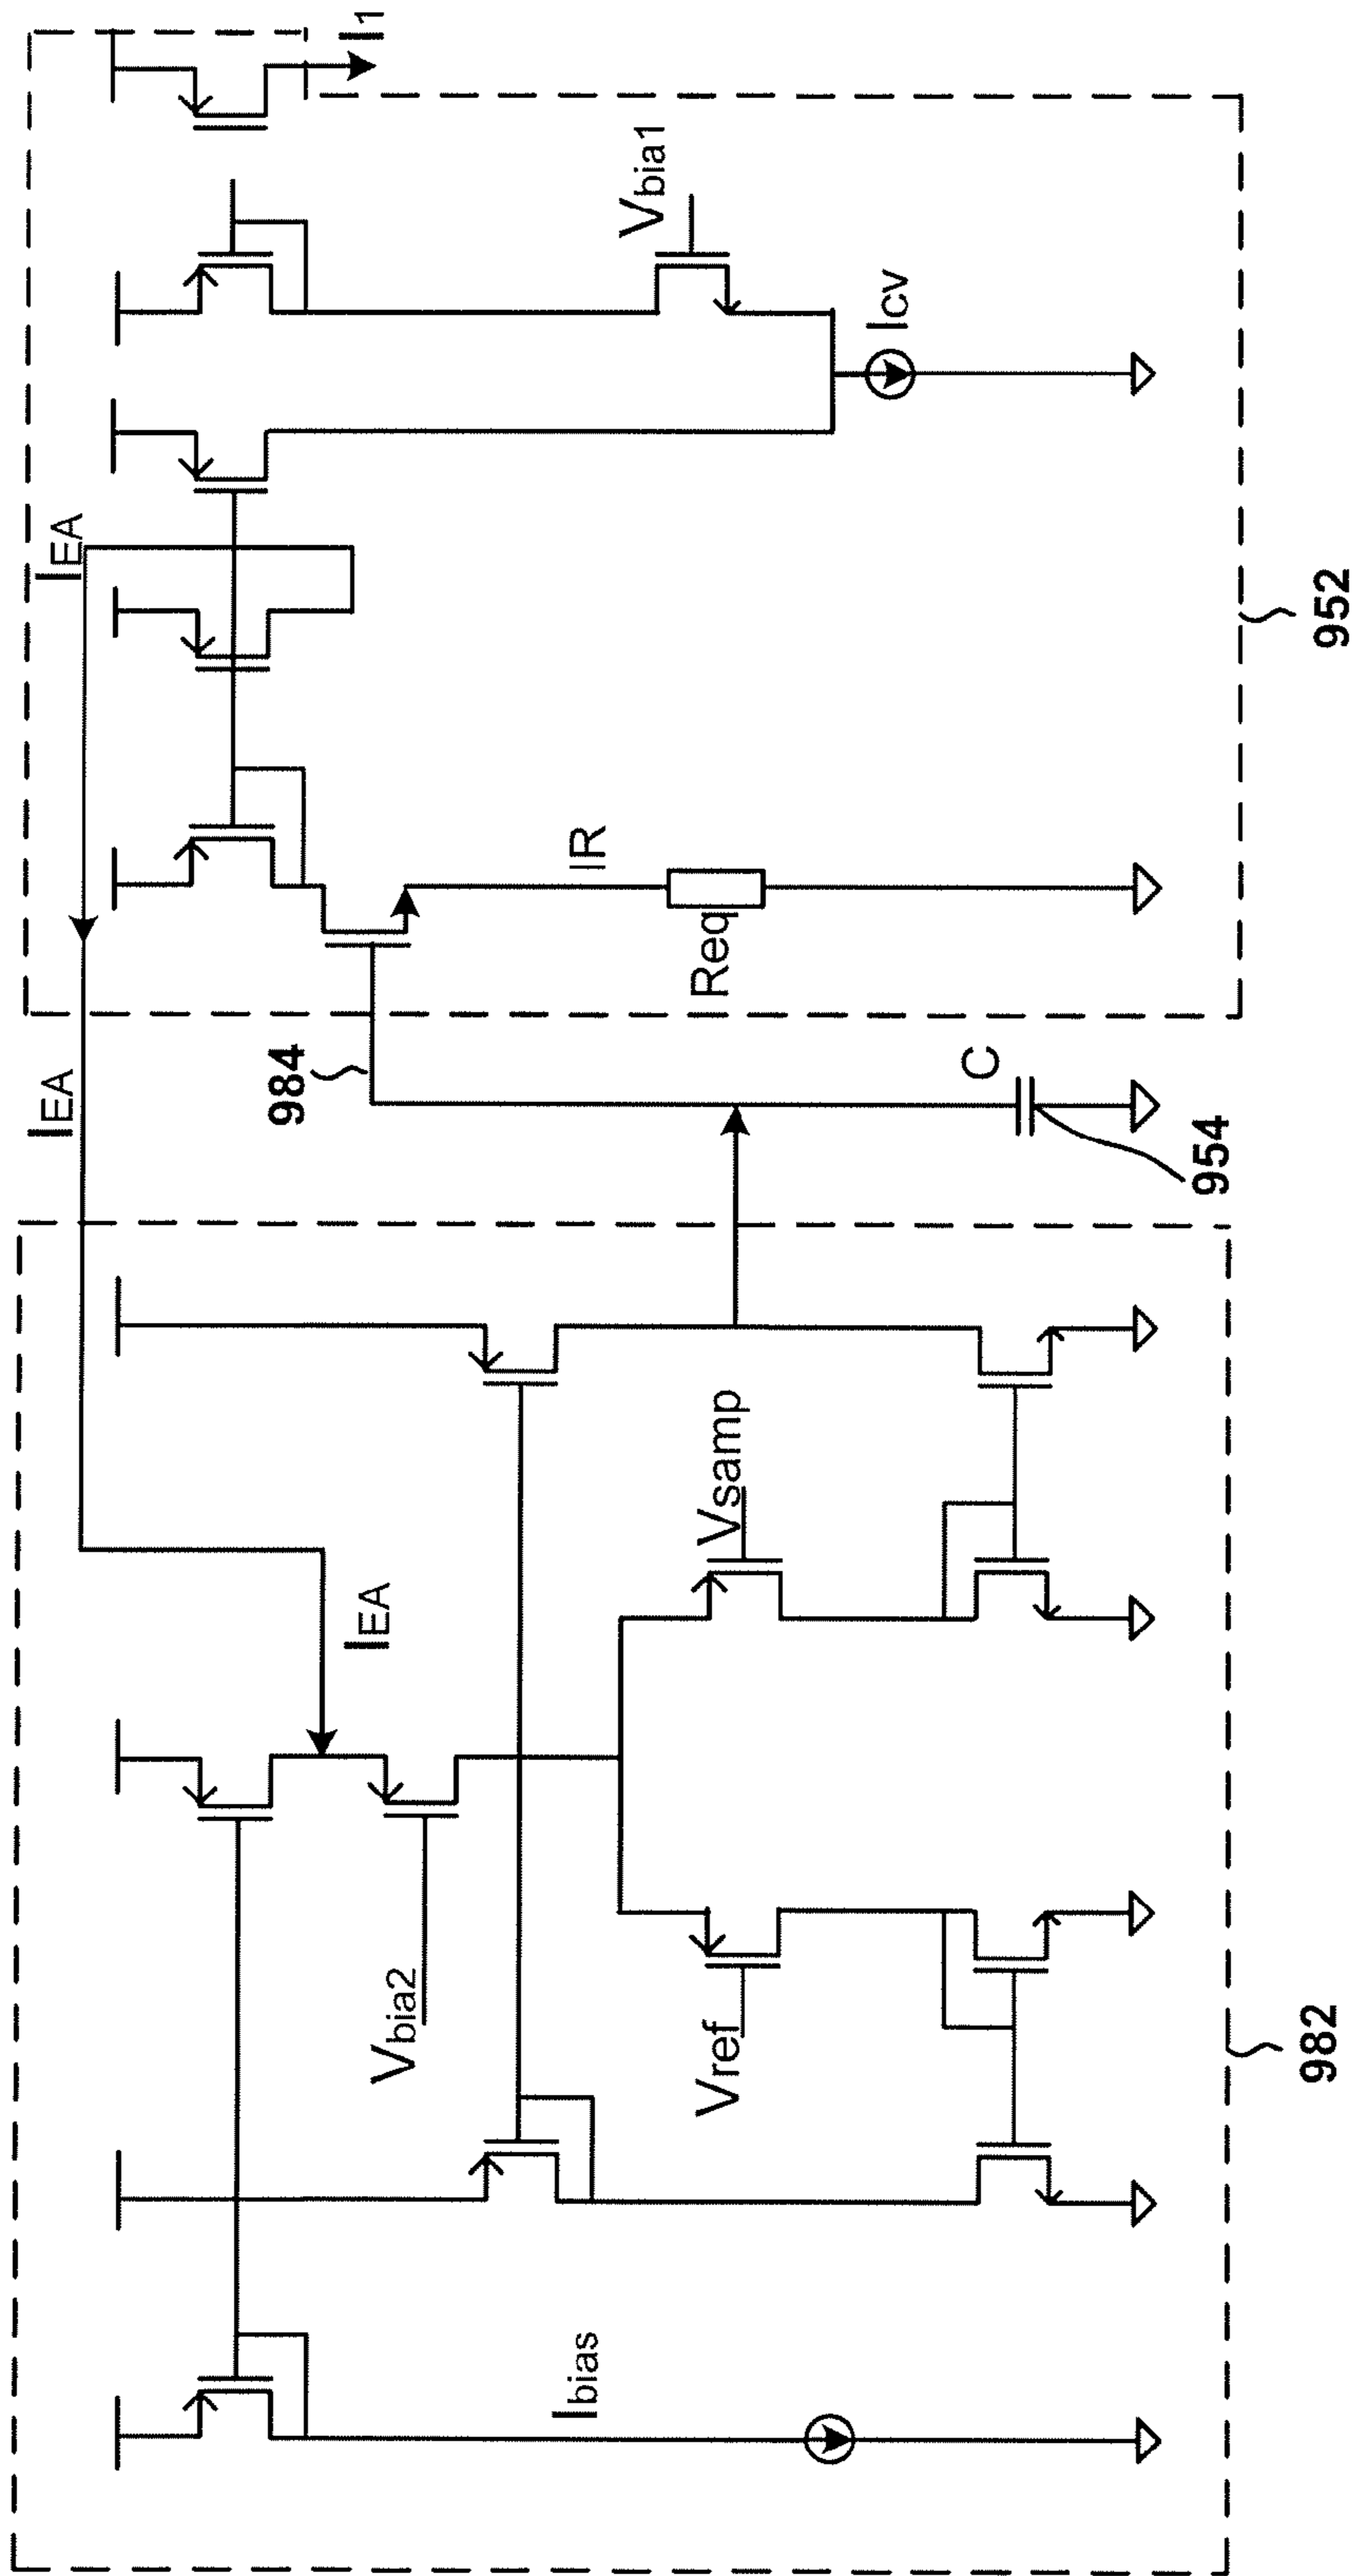 I1
Vbia1
Icv
IEA
952
IR
Req
984
IEA
C
954
Vsamp
IEA
Vbia2
Vref
982
Ibias